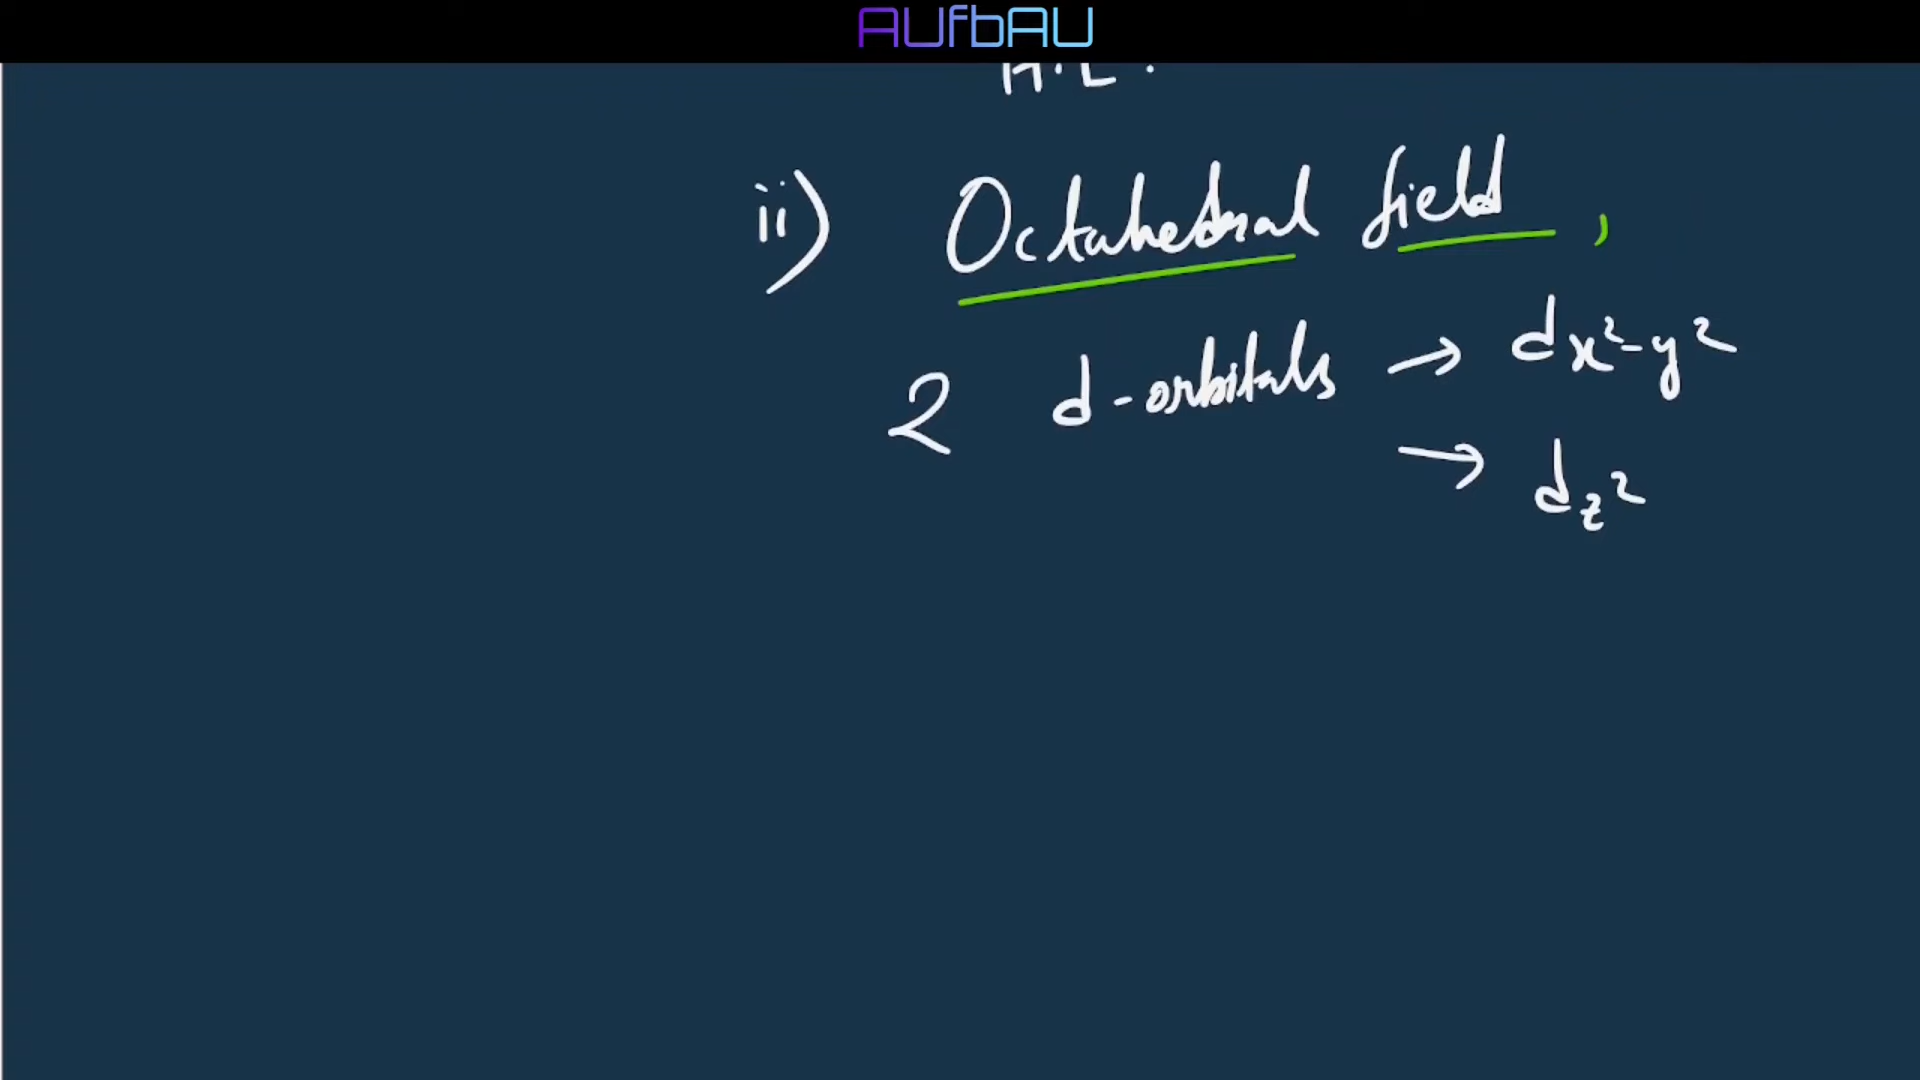 AUfbAU
ii) Octahedral field,
2 d-orbitals → dx²-y²
→ dz²